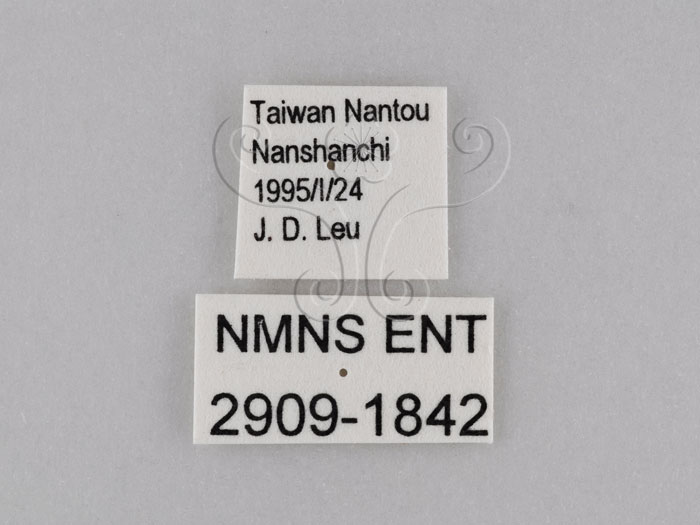 Taiwan Nantou
Nanshanchi
1995/I/24
J. D. Leu
NMNS ENT
2909-1842